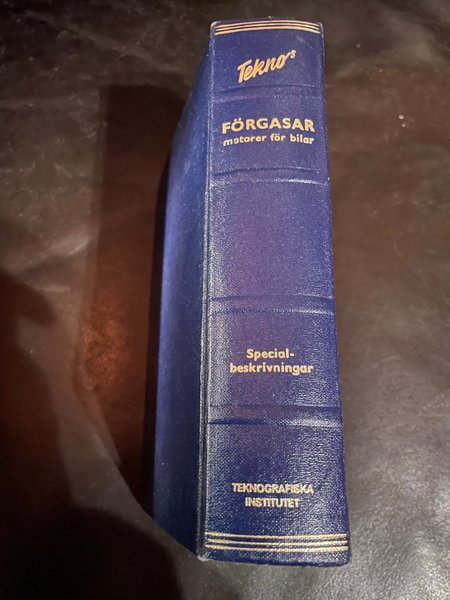 Tekno's
FÖRGASAR
motorer för bilar
Special-
beskrivningar
TEKNOGRAFISKA
INSTITUTET